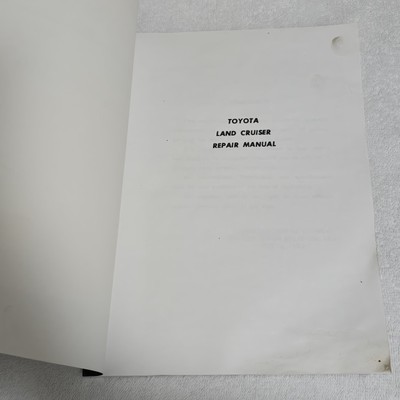 TOYOTA
LAND CRUISER
REPAIR MANUAL